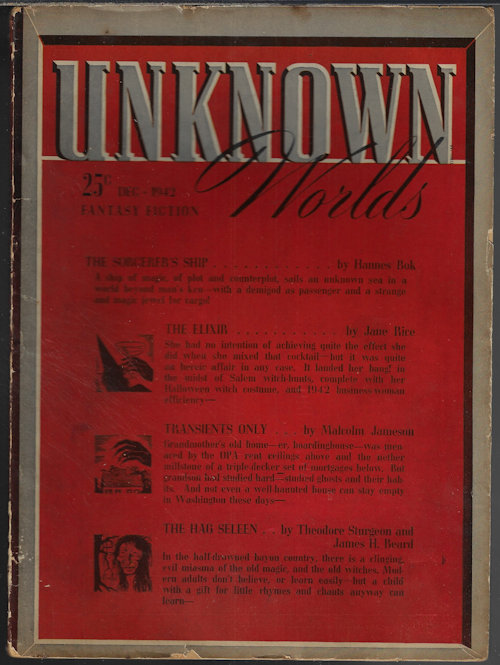 UNKNOWN
Worlds
25c DEC - 1942
FANTASY FICTION
THE SORCERER'S SHIP . . . . . . . . . . . by Hannes Bok
A ship of magic, of plot and counterplot, sails an unknown sea in a
world beyond man's ken—with a demigod as passenger and a strange
and magic jewel for cargo!
THE ELIXIR . . . . . . . . . . . by Jane Rice
She had no intention of achieving quite the effect she
did when she mixed that cocktail—but it was quite
an heroic affair in any case. It landed her bang! in
the midst of Salem witch-hunts, complete with her
Halloween witch costume, and 1942 business-woman
efficiency—
TRANSIENTS ONLY . . . by Malcolm Jameson
Grandmother's old home—er, boardinghouse—was men-
aced by the OPA rent ceilings above and the nether
millstone of a triple-decker set of mortgages below. But
grandson had studied hard—studied ghosts and their hab-
its. And not even a well-haunted house can stay empty
in Washington these days—
THE HAG SELEEN . . by Theodore Sturgeon and
James H. Beard
In the half-drowned bayou country, there is a clinging,
evil miasma of the old magic, and the old witches. Mod-
ern adults don't believe, or learn easily—but a child
with a gift for little rhymes and chants anyway can
learn—